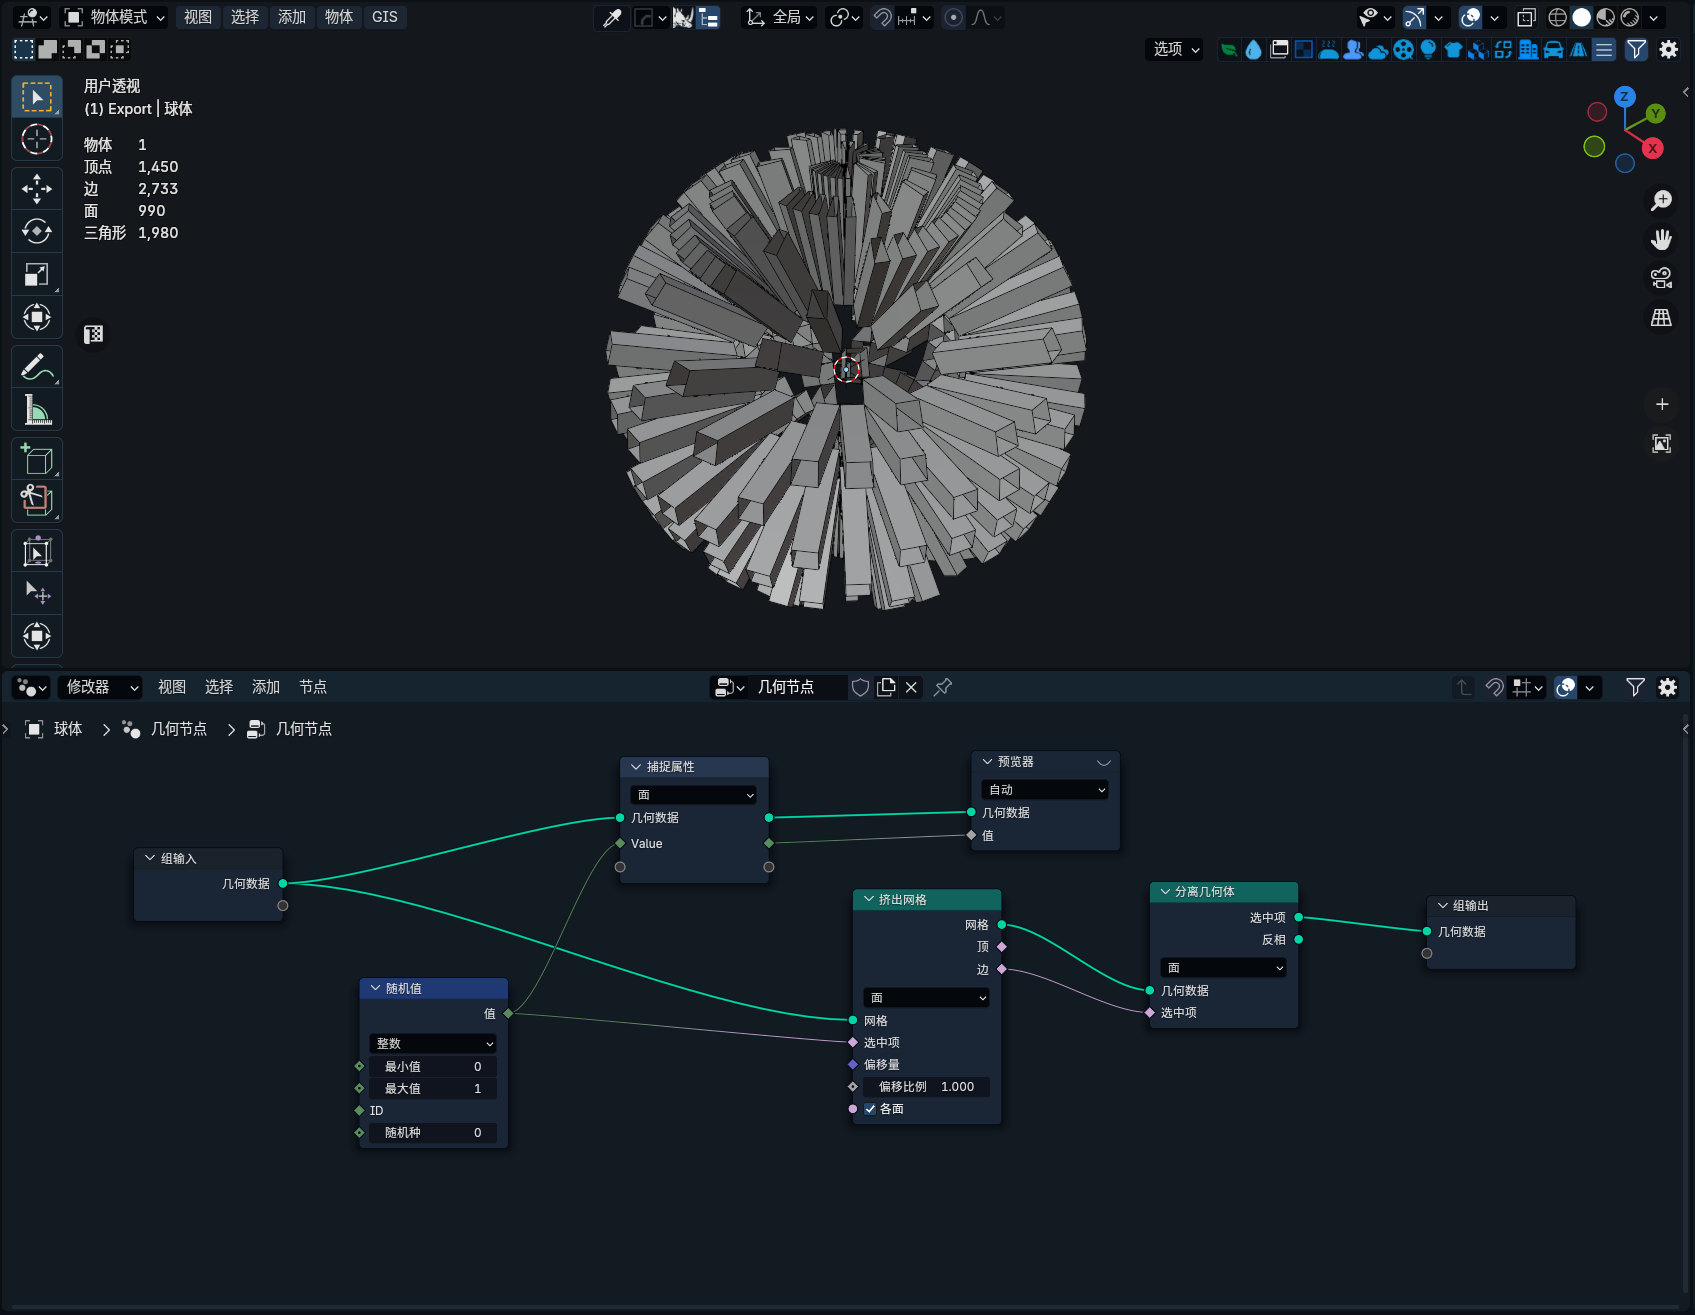 物体模式 视图 选择 添加 物体 GIS 全局
选项
用户透视
(1) Export | 球体
物体 1
顶点 1,450
边 2,733
面 990
三角形 1,980
Z
Y
X
修改器 视图 选择 添加 节点 几何节点
球体 几何节点 几何节点
捕捉属性
面
几何数据
Value
预览器
自动
几何数据
值
组输入
几何数据
挤出网格
网格
顶
边
面
网格
选中项
偏移量
偏移比例 1.000
各面
分离几何体
选中项
反相
面
几何数据
选中项
组输出
几何数据
随机值
值
整数
最小值 0
最大值 1
ID
随机种 0